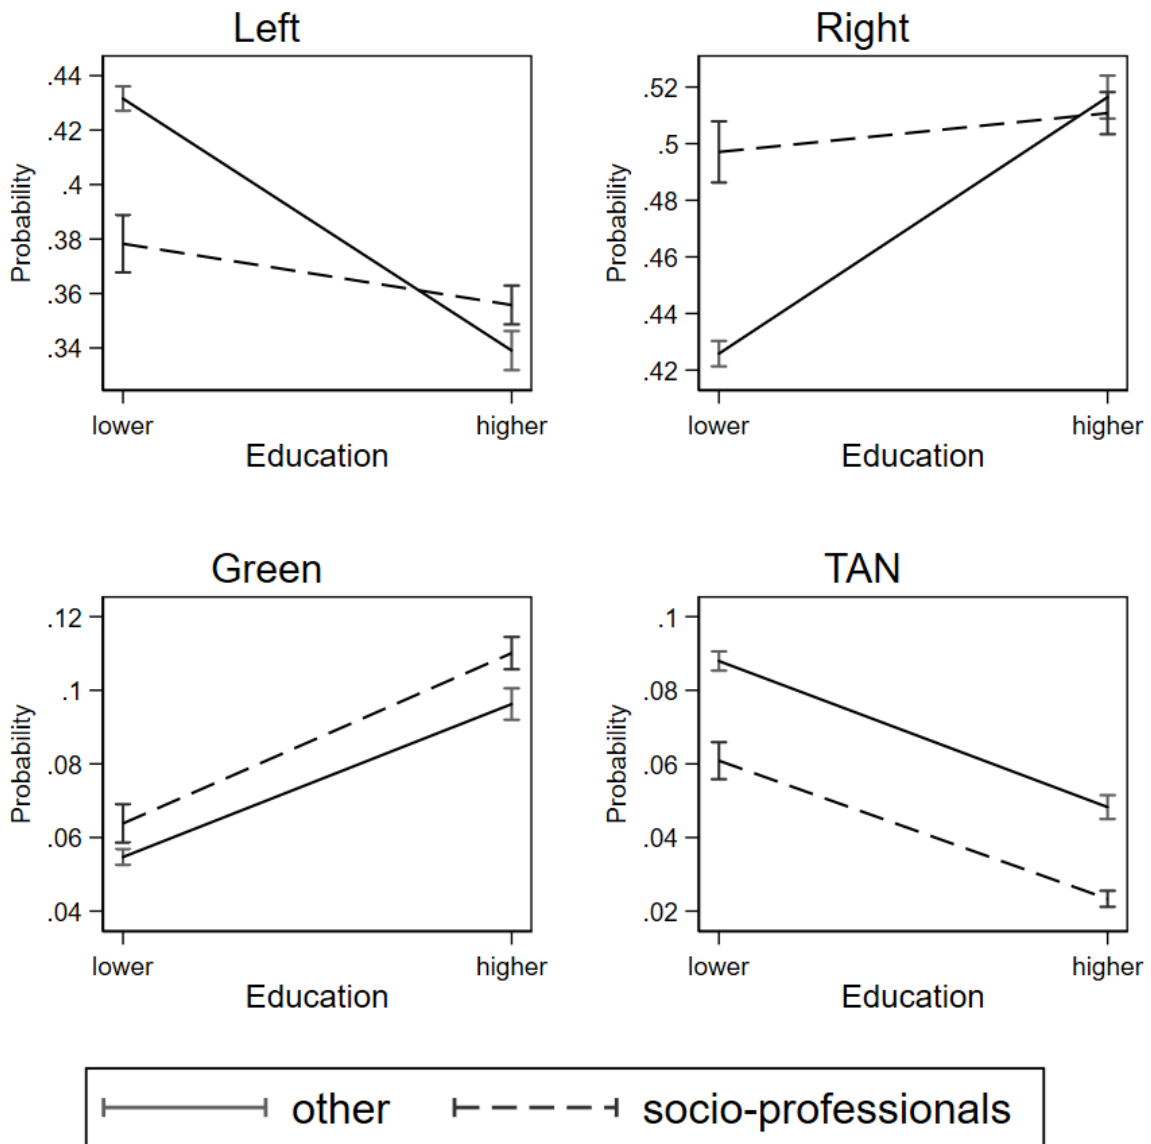 Left
Right
Probability
.44
.42
.4
.38
.36
.34
lower
higher
Education
Probability
.52
.5
.48
.46
.44
.42
lower
higher
Education
Green
TAN
Probability
.12
.1
.08
.06
.04
lower
higher
Education
Probability
.1
.08
.06
.04
.02
lower
higher
Education
other
socio-professionals